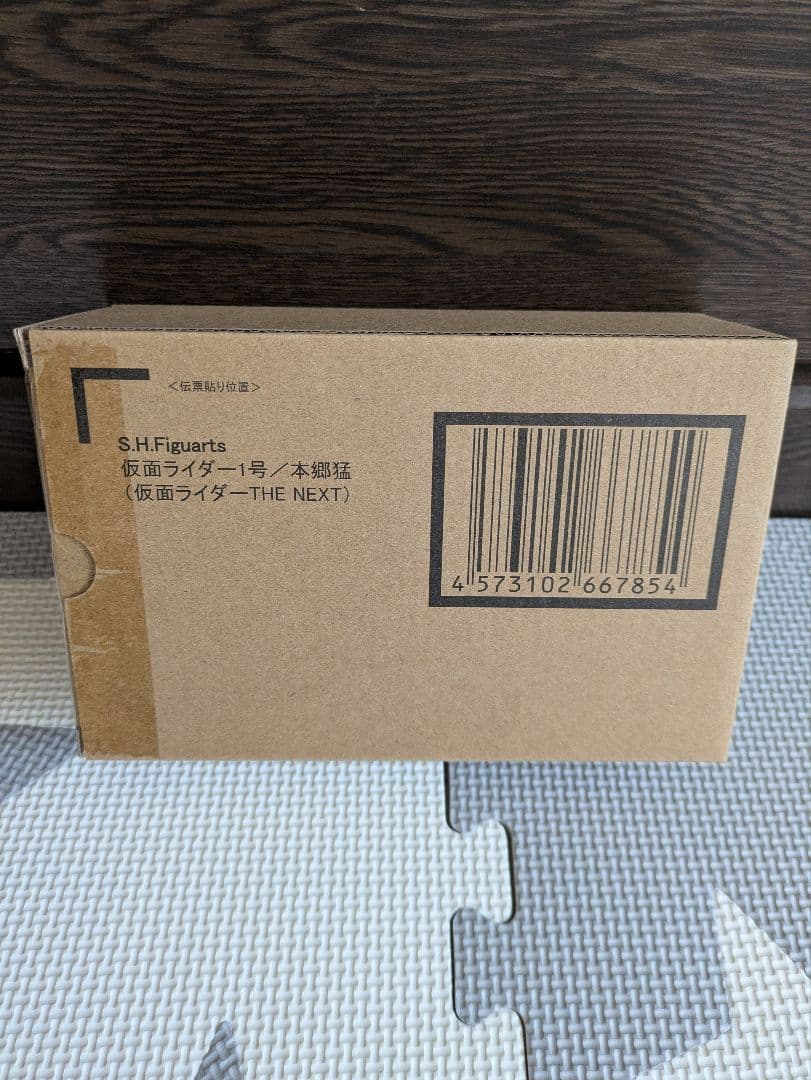 ＜伝票貼り位置＞
S.H.Figuarts
仮面ライダー1号／本郷猛
（仮面ライダーTHE NEXT）
4 573102 667854